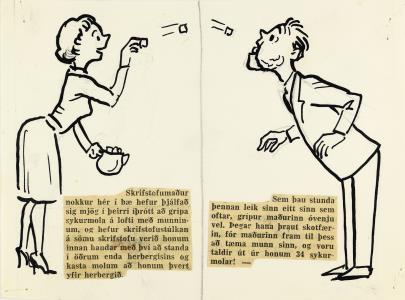 Skrifstofumaður
nokkur hér í bæ hefur þjálfað
sig mjög í þeirri íþrótt að grípa
sykurmola á lofti með munnin-
um, og hefur skrifstofustúlkan
á sömu skrifstofu verið honum
innan handar með því að standa
í öðrum enda herbergisins og
kasta molum að honum þvert
yfir herbergið.
Sem þau stunda
þennan leik sinn eitt sinn sem
oftar, grípur maðurinn óvenju
vel. Þegar hana þraut skotfær-
in, fór maðurinn fram til þess
að tæma munn sinn, og voru
taldir út úr honum 34 sykur-
molar! —